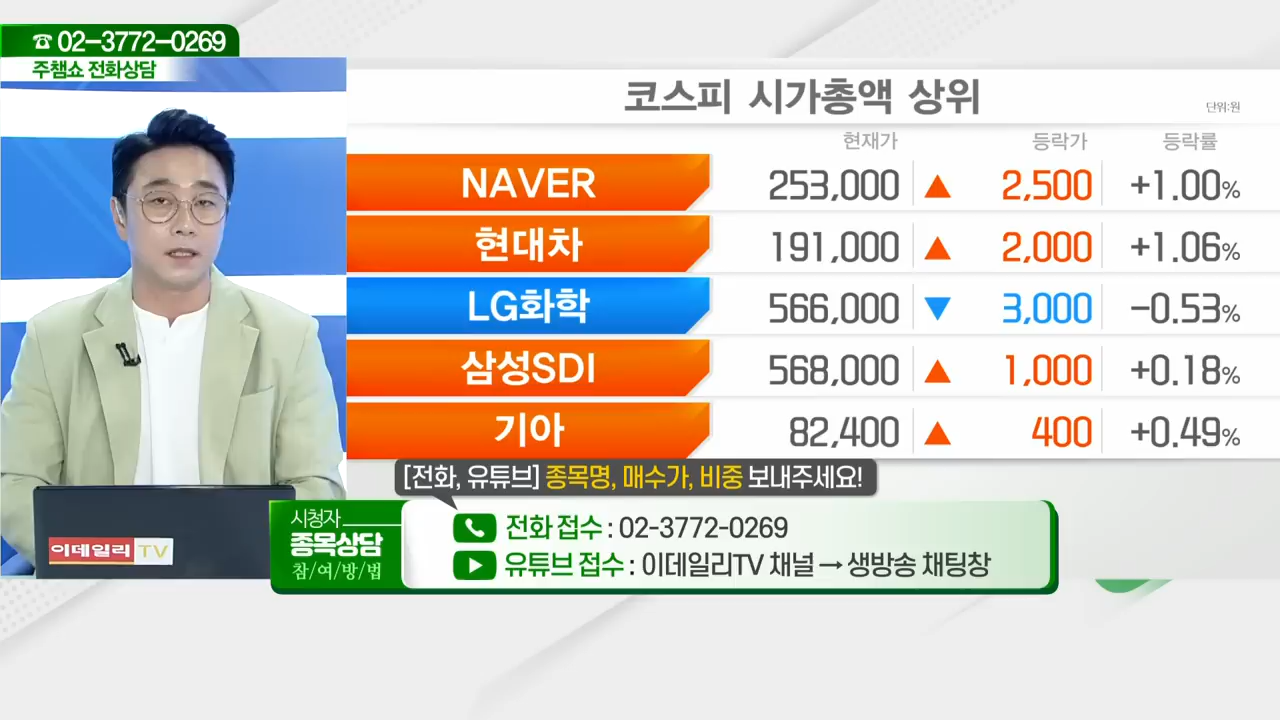 ☎ 02-3772-0269
주챔쇼 전화상담
코스피 시가총액 상위
단위:원
현재가 등락가 등락률
NAVER 253,000 ▲ 2,500 +1.00%
현대차 191,000 ▲ 2,000 +1.06%
LG화학 566,000 ▼ 3,000 -0.53%
삼성SDI 568,000 ▲ 1,000 +0.18%
기아 82,400 ▲ 400 +0.49%
[전화, 유튜브] 종목명, 매수가, 비중 보내주세요!
시청자
종목상담
참/여/방/법
전화 접수 : 02-3772-0269
유튜브 접수 : 이데일리TV 채널 → 생방송 채팅창
이데일리 TV